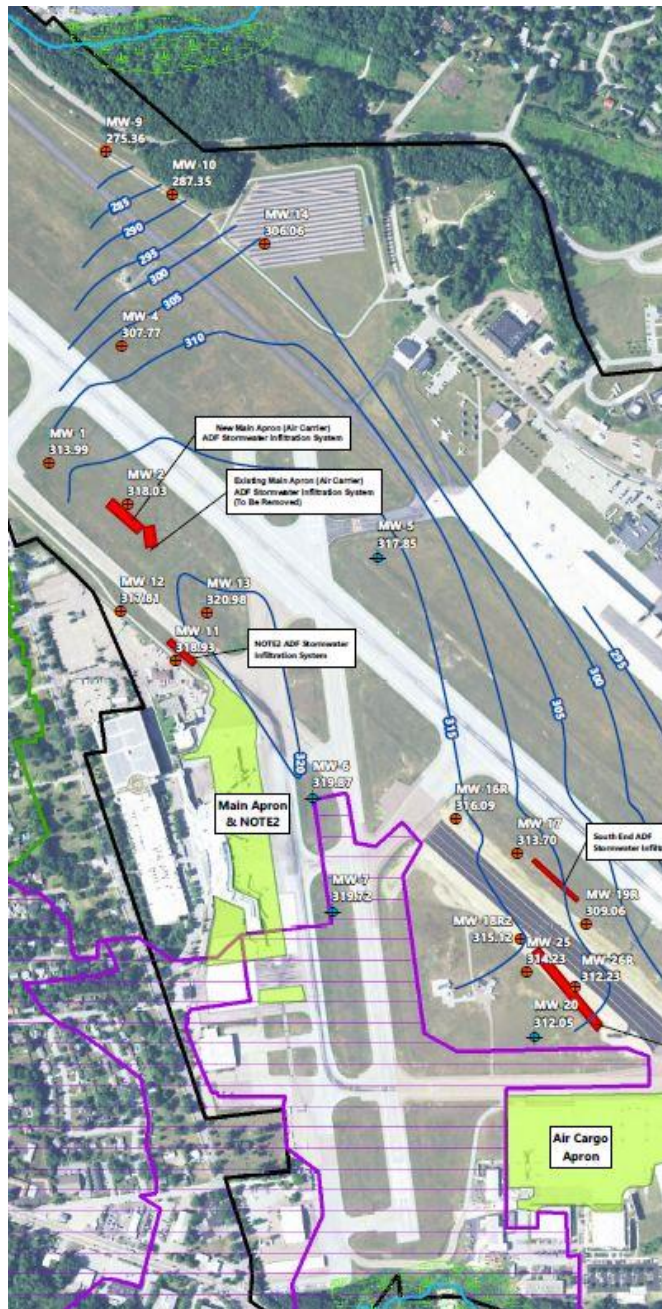 MW-9
275.36
MW-10
287.35
285
MW-14
306.06
290
295
300
305
MW-4
307.77
310
New Main Apron (Air Carrier)
ADF Stormwater Infiltration System
MW-1
313.99
MW-2
318.03
Existing Main Apron (Air Carrier)
ADF Stormwater Infiltration System
(To Be Removed)
MW-5
317.85
MW-12
317.81
MW-13
320.98
MW-11
318.93
NOTE2 ADF Stormwater
Infiltration System
295
300
305
315
320
MW-6
319.87
Main Apron
& NOTE2
MW-16R
316.09
MW-17
313.70
South End ADF
Stormwater Infilt
MW-7
319.72
MW-19R
309.06
MW-18R2
315.12
MW-25
314.23
MW-26R
312.23
MW-20
312.05
Air Cargo
Apron